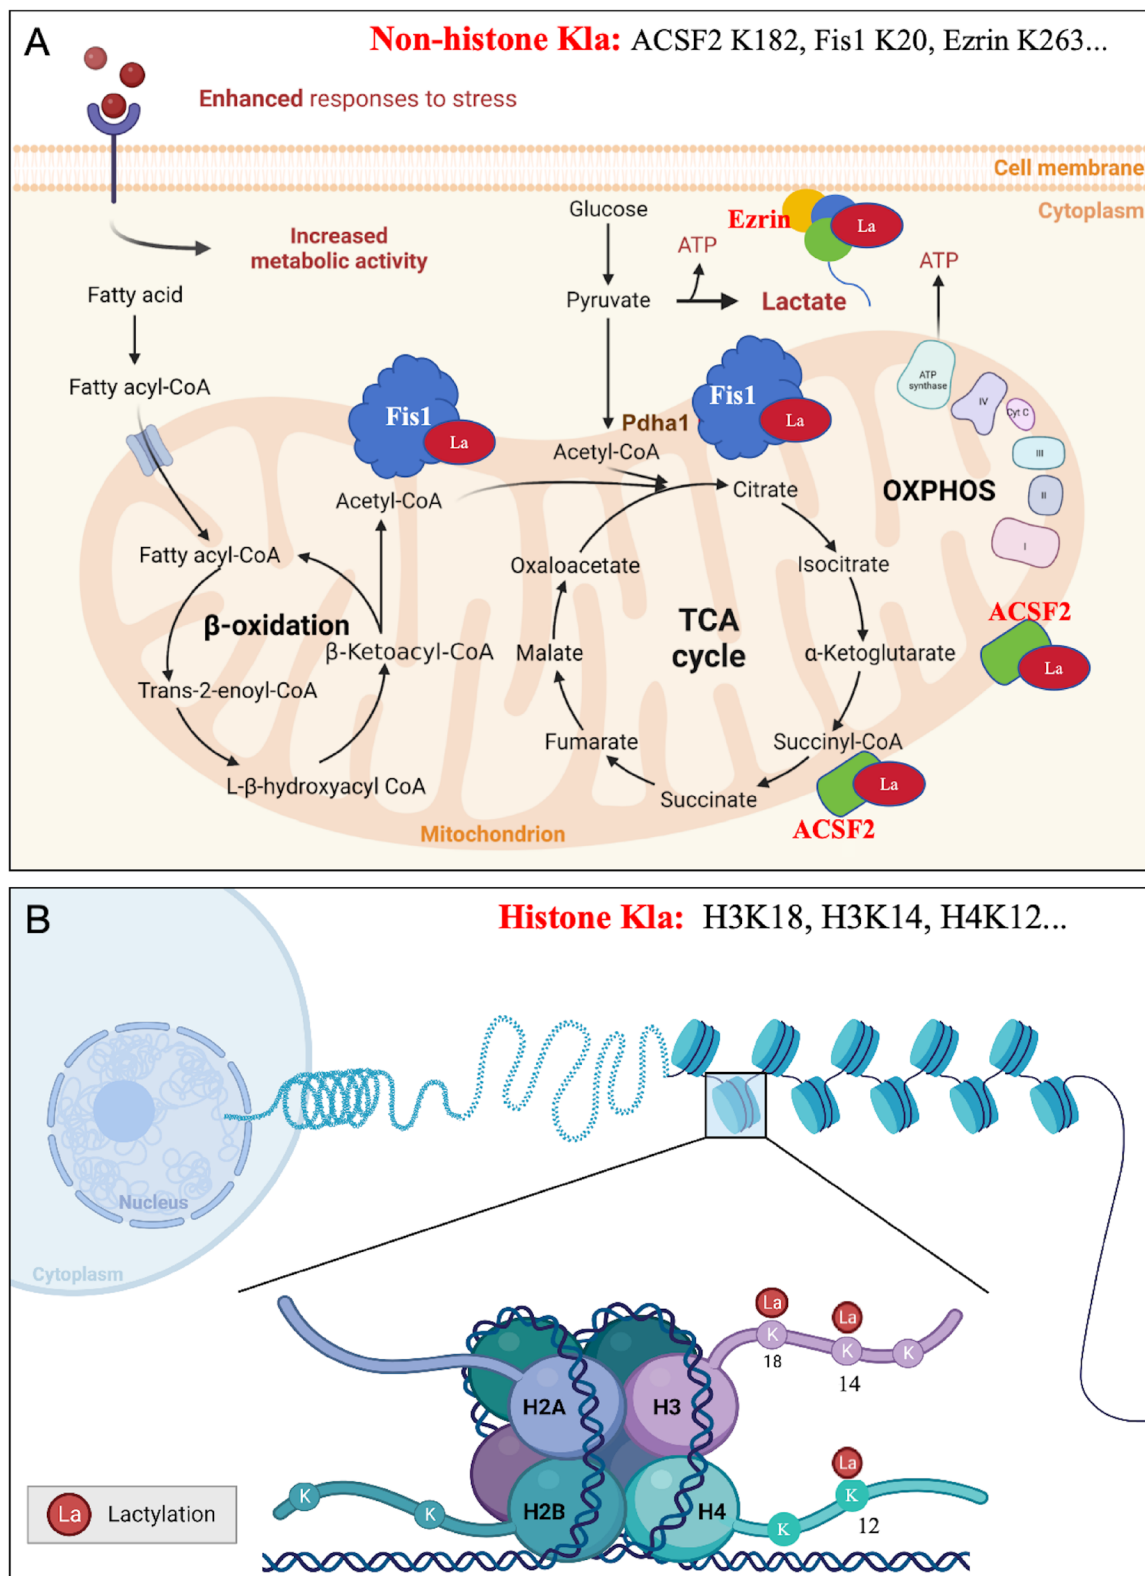 A
Non-histone Kla: ACSF2 K182, Fis1 K20, Ezrin K263...
Enhanced responses to stress
Cell membrane
Cytoplasm
Increased
metabolic activity
Glucose
ATP
Ezrin
La
ATP
Fatty acid
Pyruvate
Lactate
Fatty acyl-CoA
Fis1
La
Fis1
La
Pdha1
ATP
synthase
IV
Cyt C
III
II
I
OXPHOS
Acetyl-CoA
Acetyl-CoA
Citrate
Fatty acyl-CoA
Oxaloacetate
Isocitrate
β-oxidation
TCA
cycle
ACSF2
La
β-Ketoacyl-CoA
Malate
α-Ketoglutarate
Trans-2-enoyl-CoA
Fumarate
Succinyl-CoA
L-β-hydroxyacyl CoA
Succinate
La
ACSF2
Mitochondrion
B
Histone Kla: H3K18, H3K14, H4K12...
Nucleus
Cytoplasm
La
La
K
K
K
18
14
H2A
H3
La
K
K
K
K
H2B
H4
12
La Lactylation